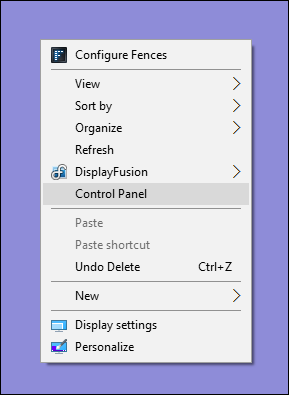 Configure Fences
View
Sort by
Organize
Refresh
DisplayFusion
Control Panel
Paste
Paste shortcut
Undo Delete Ctrl+Z
New
Display settings
Personalize